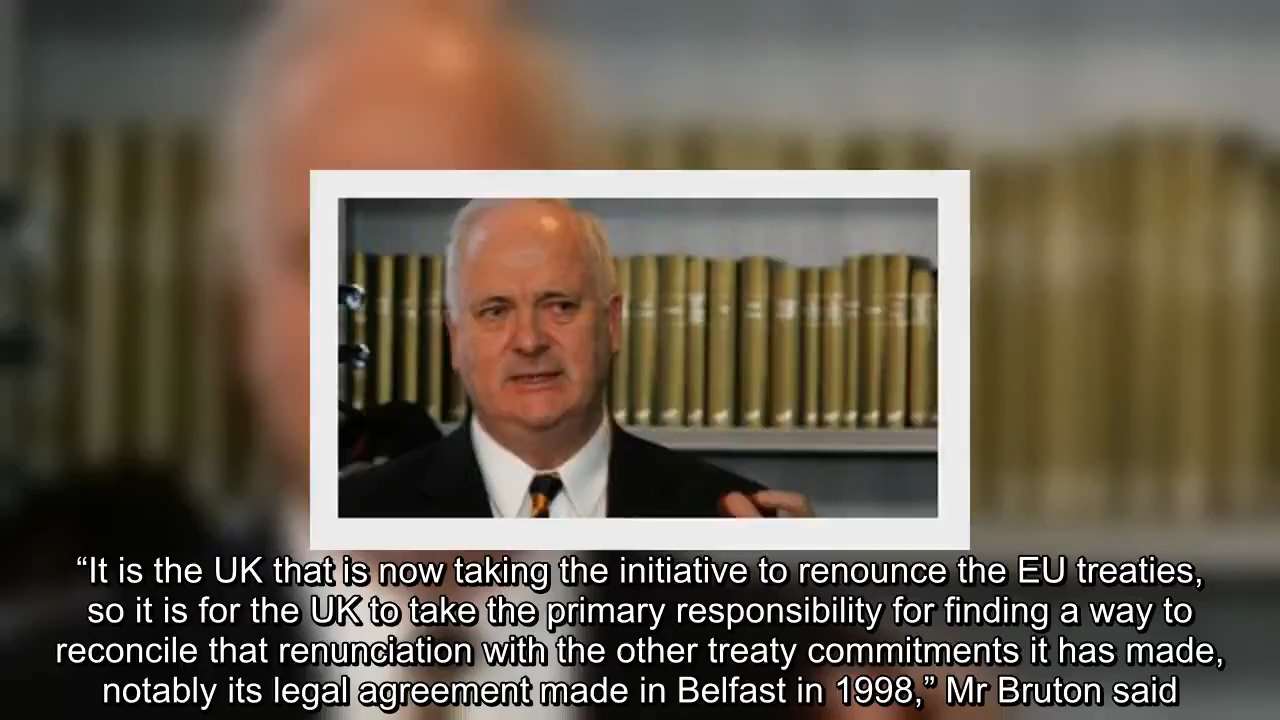 “It is the UK that is now taking the initiative to renounce the EU treaties,
so it is for the UK to take the primary responsibility for finding a way to
reconcile that renunciation with the other treaty commitments it has made,
notably its legal agreement made in Belfast in 1998,” Mr Bruton said